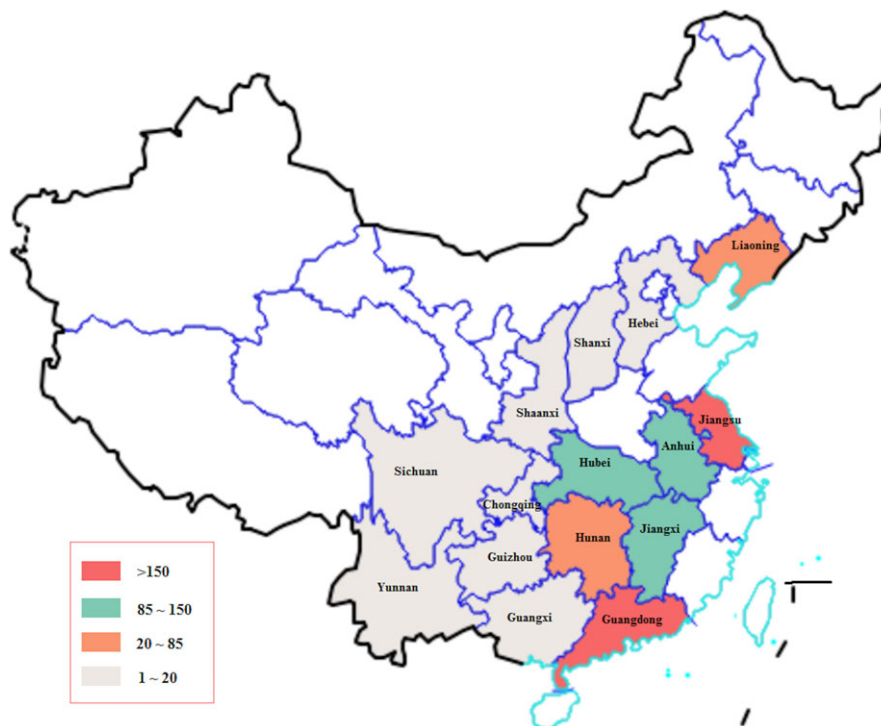 Liaoning
Hebei
Shanxi
Shaanxi
Jiangsu
Anhui
Hubei
Sichuan
Chongqing
Jiangxi
Hunan
Guizhou
Yunnan
Guangxi
Guangdong
>150
85 ~ 150
20 ~ 85
1 ~ 20